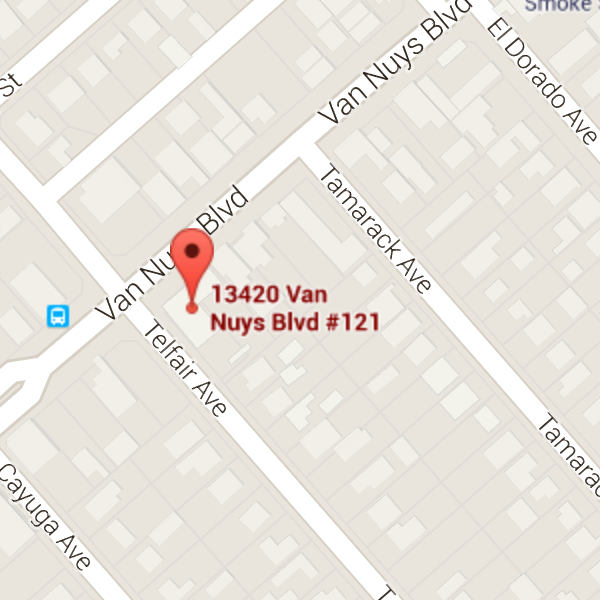 Smoke
St
Van Nuys Blvd
El Dorado Ave
Tamarack Ave
Blvd
Van Nu
13420 Van
Nuys Blvd #121
Telfair Ave
Tamarac
Cayuga Ave
T